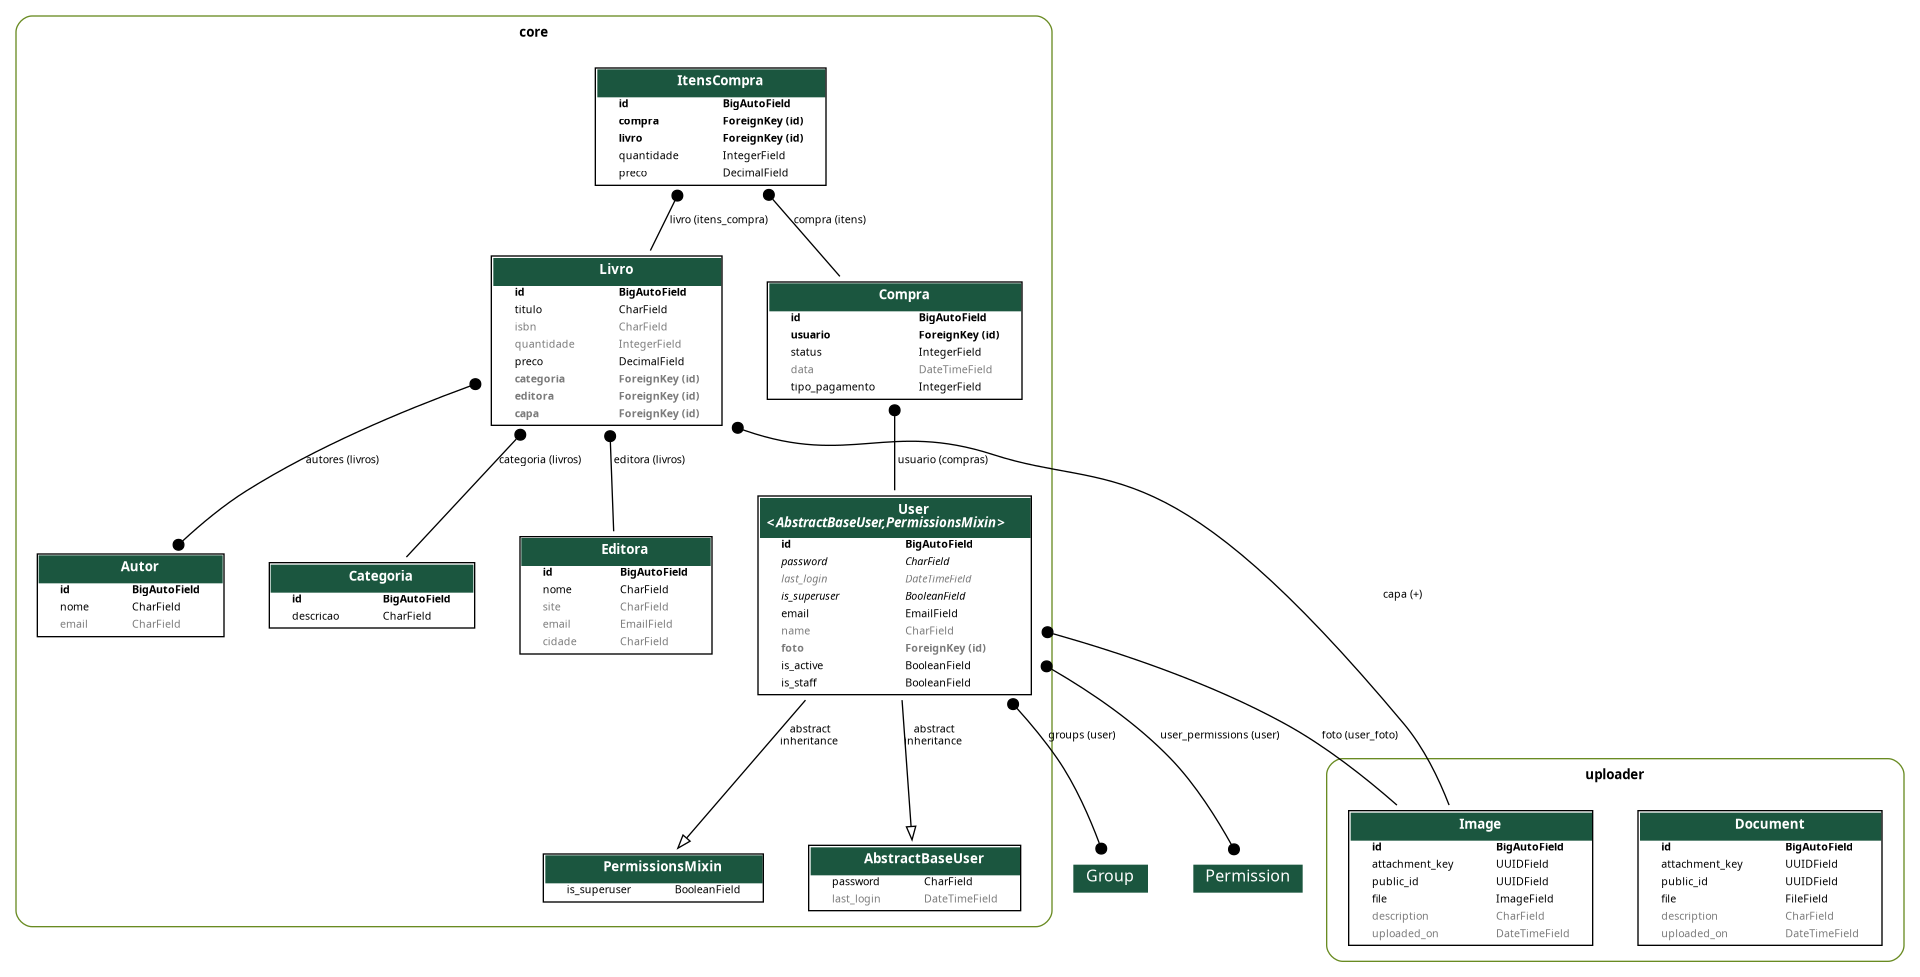 core
ItensCompra
id BigAutoField
compra ForeignKey (id)
livro ForeignKey (id)
quantidade IntegerField
preco DecimalField
livro (itens_compra)
compra (itens)
Livro
id BigAutoField
titulo CharField
isbn CharField
quantidade IntegerField
preco DecimalField
categoria ForeignKey (id)
editora ForeignKey (id)
capa ForeignKey (id)
Compra
id BigAutoField
usuario ForeignKey (id)
status IntegerField
data DateTimeField
tipo_pagamento IntegerField
autores (livros)
categoria (livros)
editora (livros)
usuario (compras)
capa (+)
Autor
id BigAutoField
nome CharField
email CharField
Categoria
id BigAutoField
descricao CharField
Editora
id BigAutoField
nome CharField
site CharField
email EmailField
cidade CharField
User
<AbstractBaseUser,PermissionsMixin>
id BigAutoField
password CharField
last_login DateTimeField
is_superuser BooleanField
email EmailField
name CharField
foto ForeignKey (id)
is_active BooleanField
is_staff BooleanField
abstract
inheritance
abstract
inheritance
groups (user)
user_permissions (user)
foto (user_foto)
PermissionsMixin
is_superuser BooleanField
AbstractBaseUser
password CharField
last_login DateTimeField
Group
Permission
uploader
Image
id BigAutoField
attachment_key UUIDField
public_id UUIDField
file ImageField
description CharField
uploaded_on DateTimeField
Document
id BigAutoField
attachment_key UUIDField
public_id UUIDField
file FileField
description CharField
uploaded_on DateTimeField